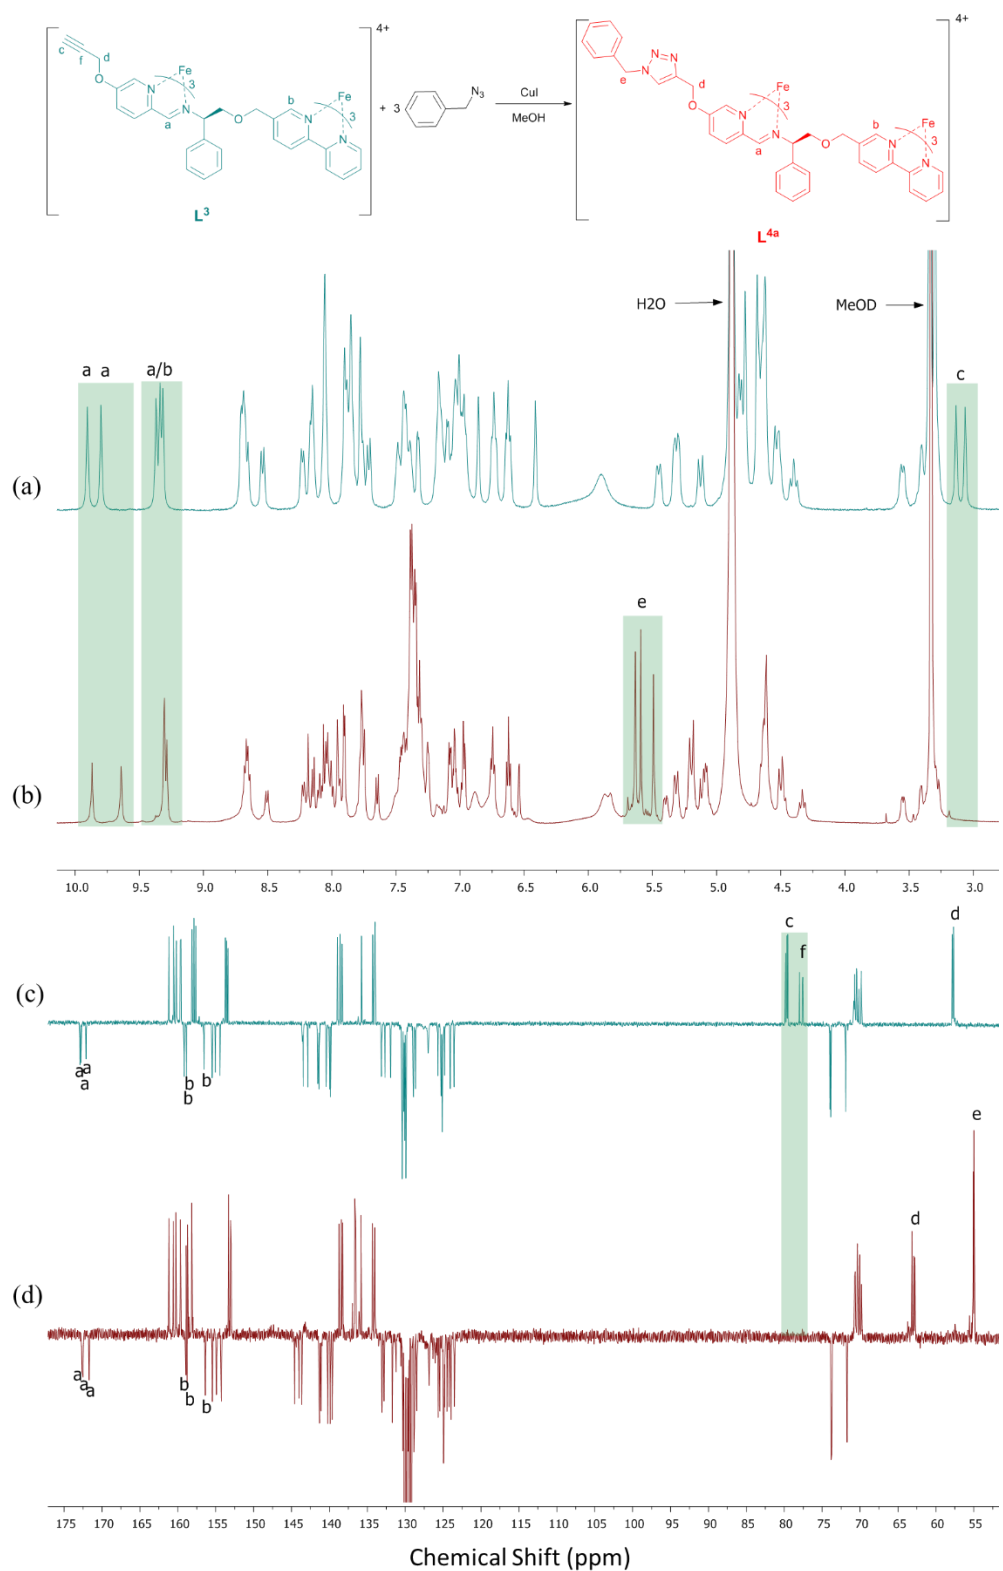 4+
4+
c
f
d
O
N
Fe
3
N
a
O
b
N
Fe
3
N
L3
+ 3
N3
CuI
MeOH
N
N
N
e
d
O
N
Fe
3
N
a
O
b
N
Fe
3
N
L4a
H2O
MeOD
a a
a/b
c
(a)
e
(b)
10.0 9.5 9.0 8.5 8.0 7.5 7.0 6.5 6.0 5.5 5.0 4.5 4.0 3.5 3.0
c
f
d
(c)
a
a
a
b
b
b
e
d
(d)
a
a
a
b
b
b
175 170 165 160 155 150 145 140 135 130 125 120 115 110 105 100 95 90 85 80 75 70 65 60 55
Chemical Shift (ppm)